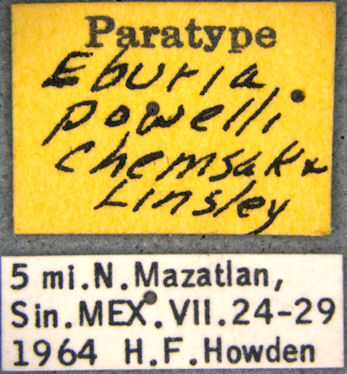 Paratype
Eburia
powelli
Chemsak &
Linsley
5 mi.N.Mazatlan,
Sin.MEX.VII.24-29
1964 H.F.Howden